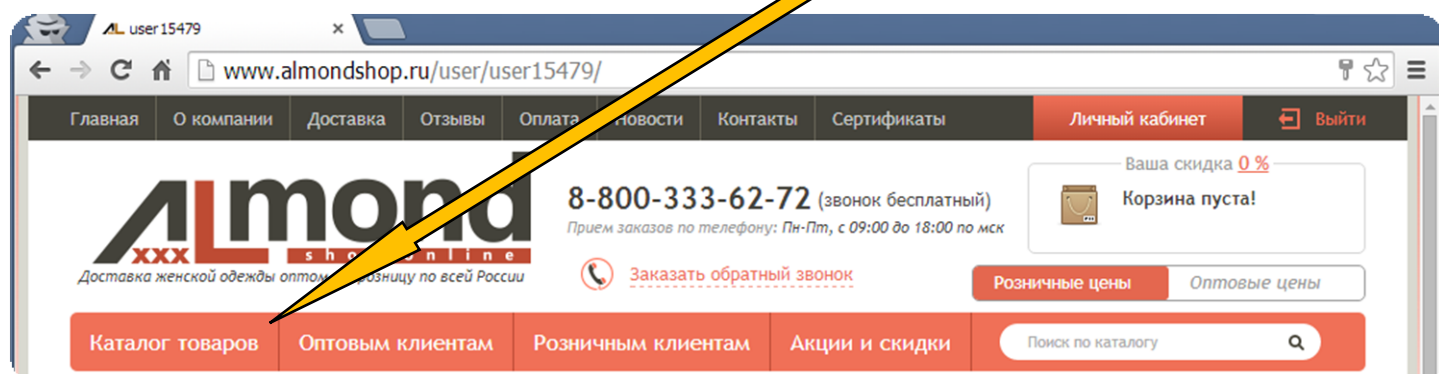 AL user15479
www.almondshop.ru/user/user15479/
Главная О компании Доставка Отзывы Оплата Новости Контакты Сертификаты Личный кабинет Выйти
Ваша скидка 0 %
Корзина пуста!
ALmond
xxx shop online
Доставка женской одежды оптом розницу по всей России
8-800-333-62-72 (звонок бесплатный)
Прием заказов по телефону: Пн-Пт, с 09:00 до 18:00 по мск
Заказать обратный звонок
Розничные цены Оптовые цены
Каталог товаров Оптовым клиентам Розничным клиентам Акции и скидки Поиск по каталогу